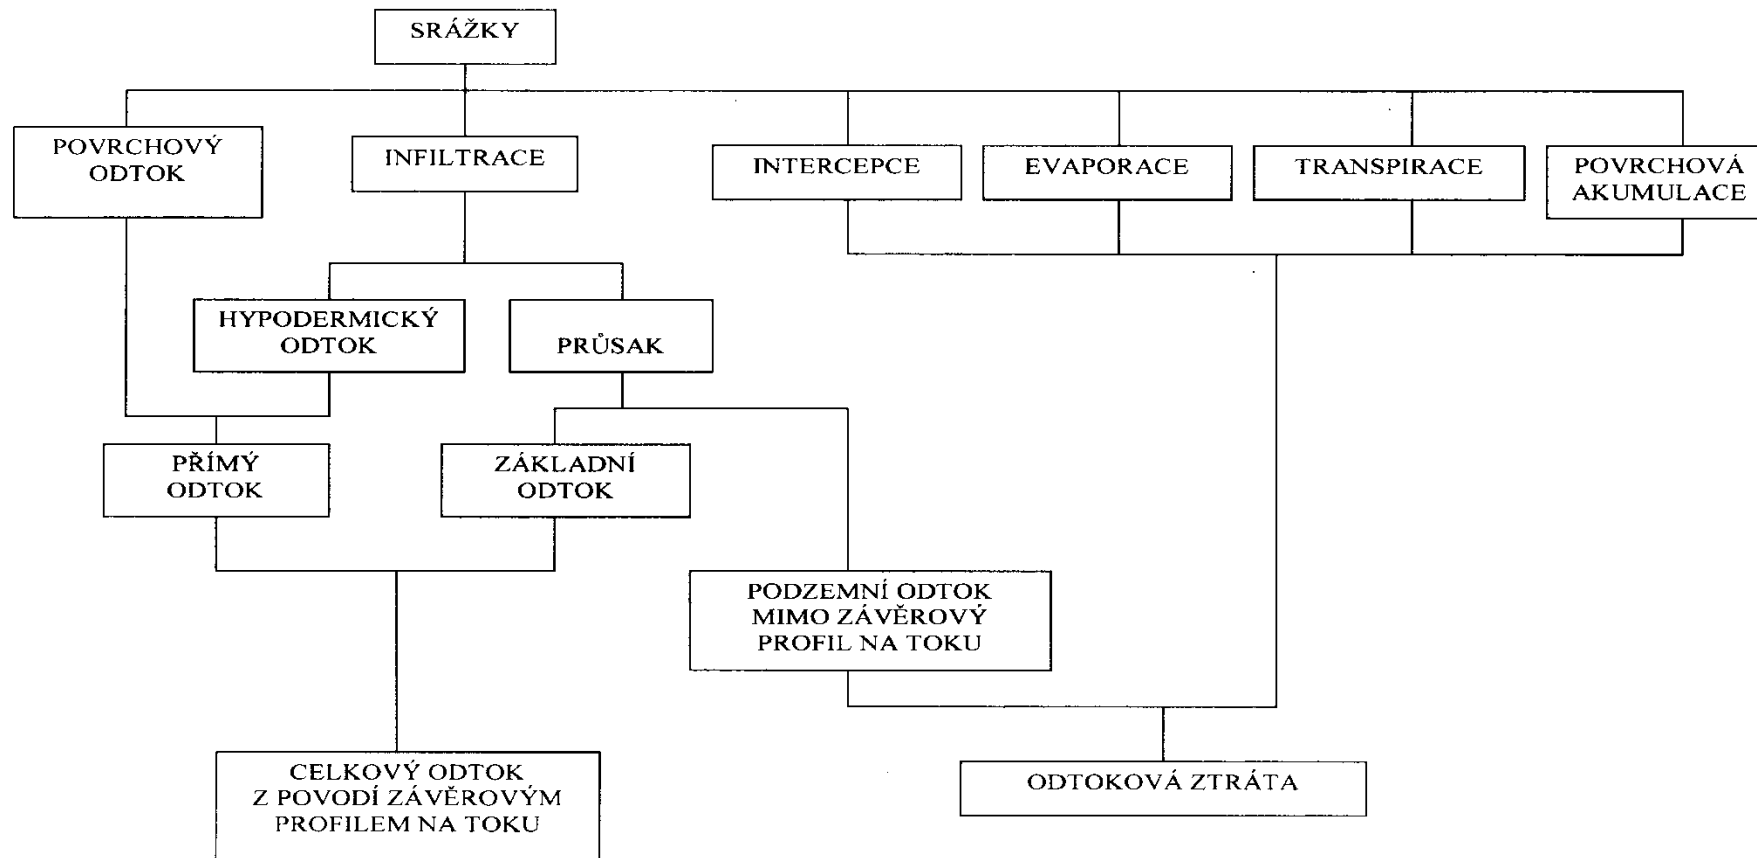 SRÁŽKY
POVRCHOVÝ
ODTOK
INFILTRACE
INTERCEPCE
EVAPORACE
TRANSPIRACE
POVRCHOVÁ
AKUMULACE
HYPODERMICKÝ
ODTOK
PRŮSAK
PŘÍMÝ
ODTOK
ZÁKLADNÍ
ODTOK
PODZEMNÍ ODTOK
MIMO ZÁVĚROVÝ
PROFIL NA TOKU
CELKOVÝ ODTOK
Z POVODÍ ZÁVĚROVÝM
PROFILEM NA TOKU
ODTOKOVÁ ZTRÁTA